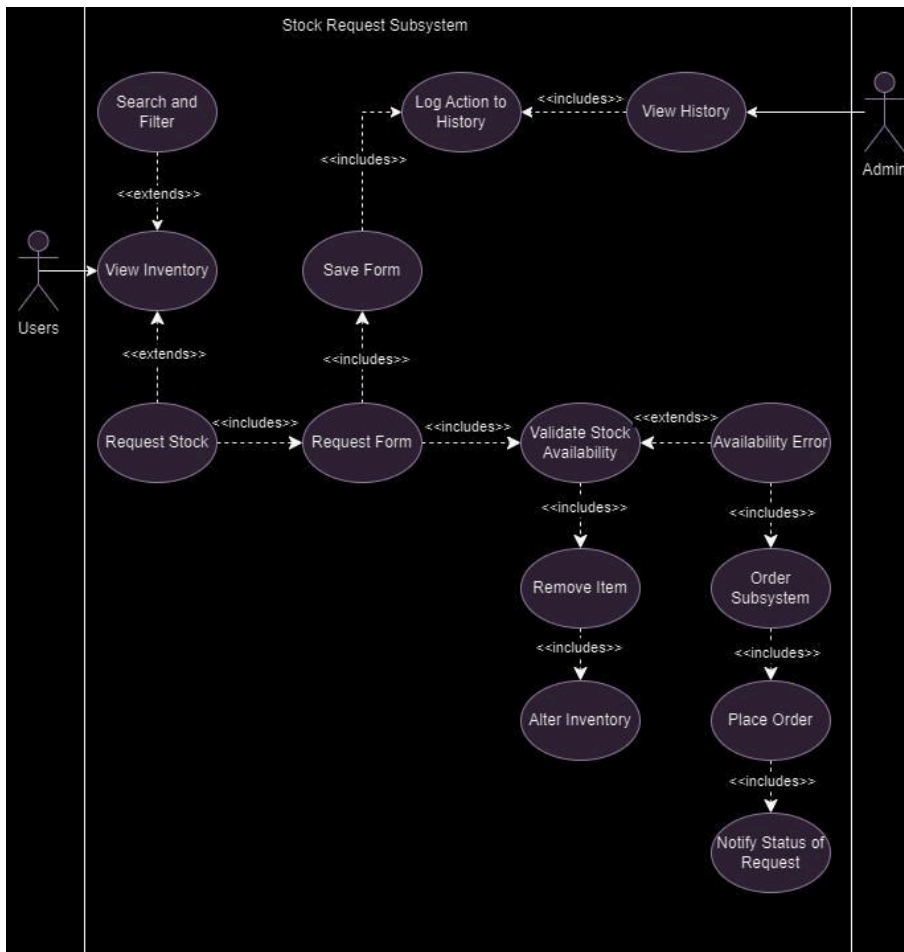 Stock Request Subsystem
Search and
Filter
Log Action to
History
<<includes>>
View History
Admin
<<includes>>
<<extends>>
View Inventory
Save Form
Users
<<extends>>
<<includes>>
Request Stock
<<includes>>
Request Form
<<includes>>
Validate Stock
Availability
<<extends>>
Availability Error
<<includes>>
<<includes>>
Remove Item
Order
Subsystem
<<includes>>
<<includes>>
Alter Inventory
Place Order
<<includes>>
Notify Status of
Request